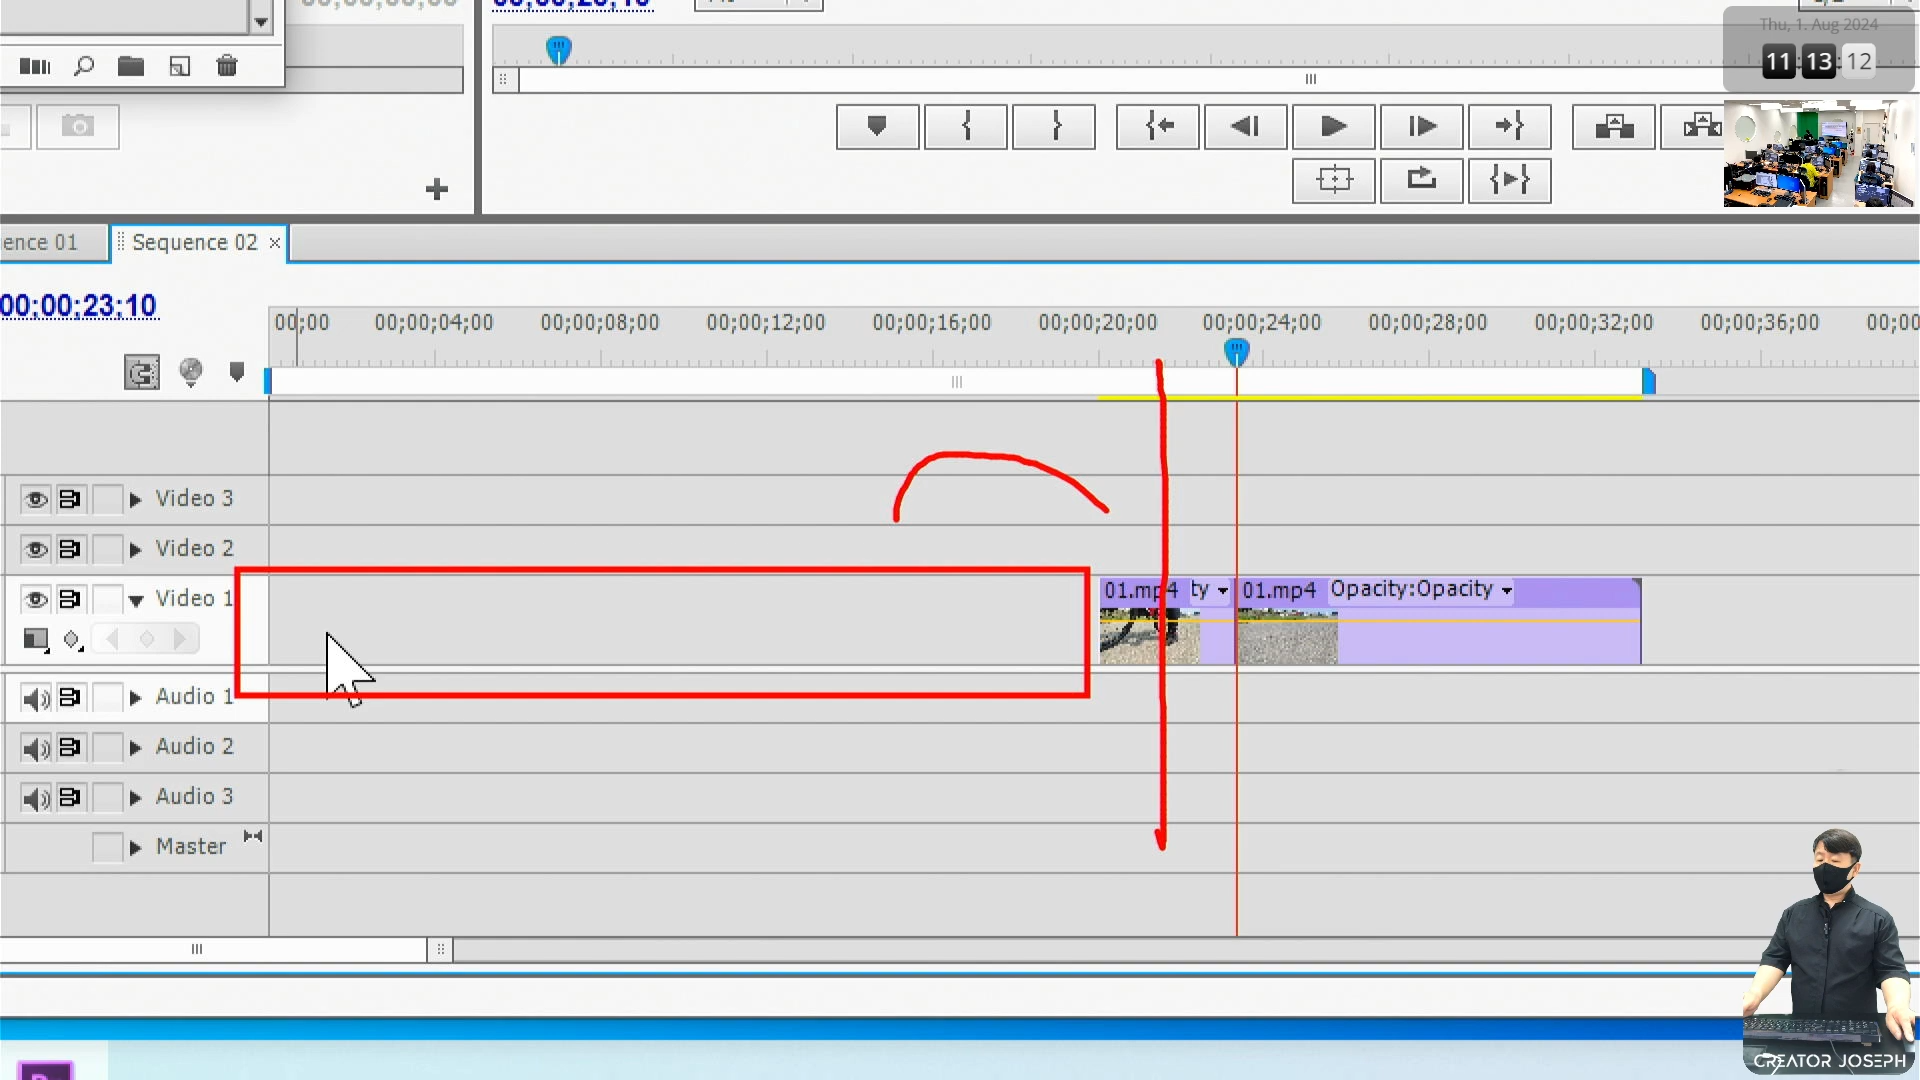 Thu, 1. Aug 2024
11:13:12
ence 01
Sequence 02 ×
00;00;23;10
00;00 00;00;04;00 00;00;08;00 00;00;12;00 00;00;16;00 00;00;20;00 00;00;24;00 00;00;28;00 00;00;32;00 00;00;36;00 00;00
Video 3
Video 2
Video 1
01.mp4 ty
01.mp4 Opacity:Opacity
Audio 1
Audio 2
Audio 3
Master
CREATOR JOSEPH